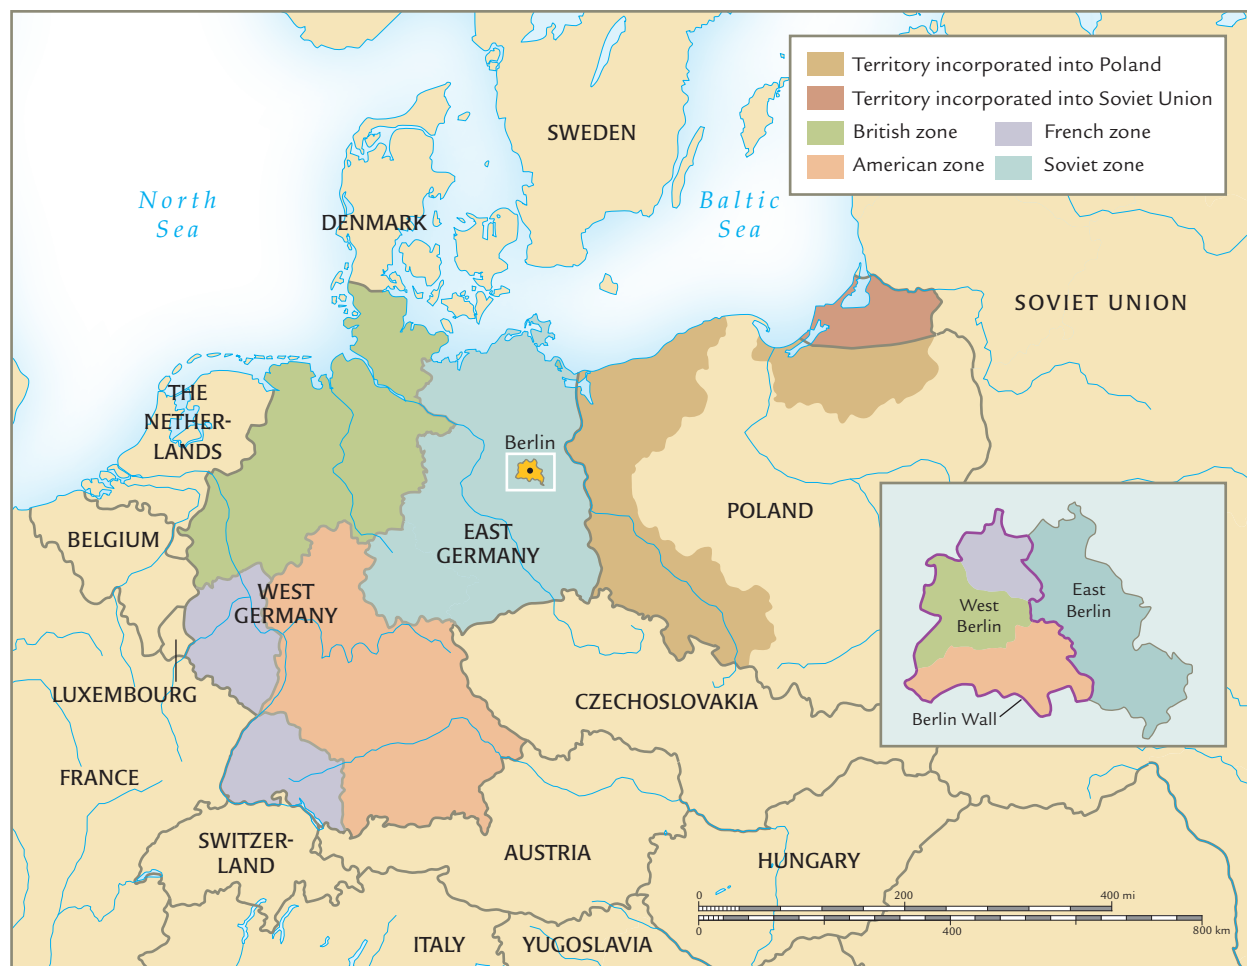 Territory incorporated into Poland
Territory incorporated into Soviet Union
British zone
French zone
American zone
Soviet zone
SWEDEN
North
Sea
Baltic
Sea
DENMARK
SOVIET UNION
THE
NETHER-
LANDS
Berlin
POLAND
BELGIUM
EAST
GERMANY
WEST
GERMANY
East
Berlin
West
Berlin
LUXEMBOURG
CZECHOSLOVAKIA
Berlin Wall
FRANCE
SWITZER-
LAND
AUSTRIA
HUNGARY
0 200 400 mi
0 400 800 km
ITALY
YUGOSLAVIA